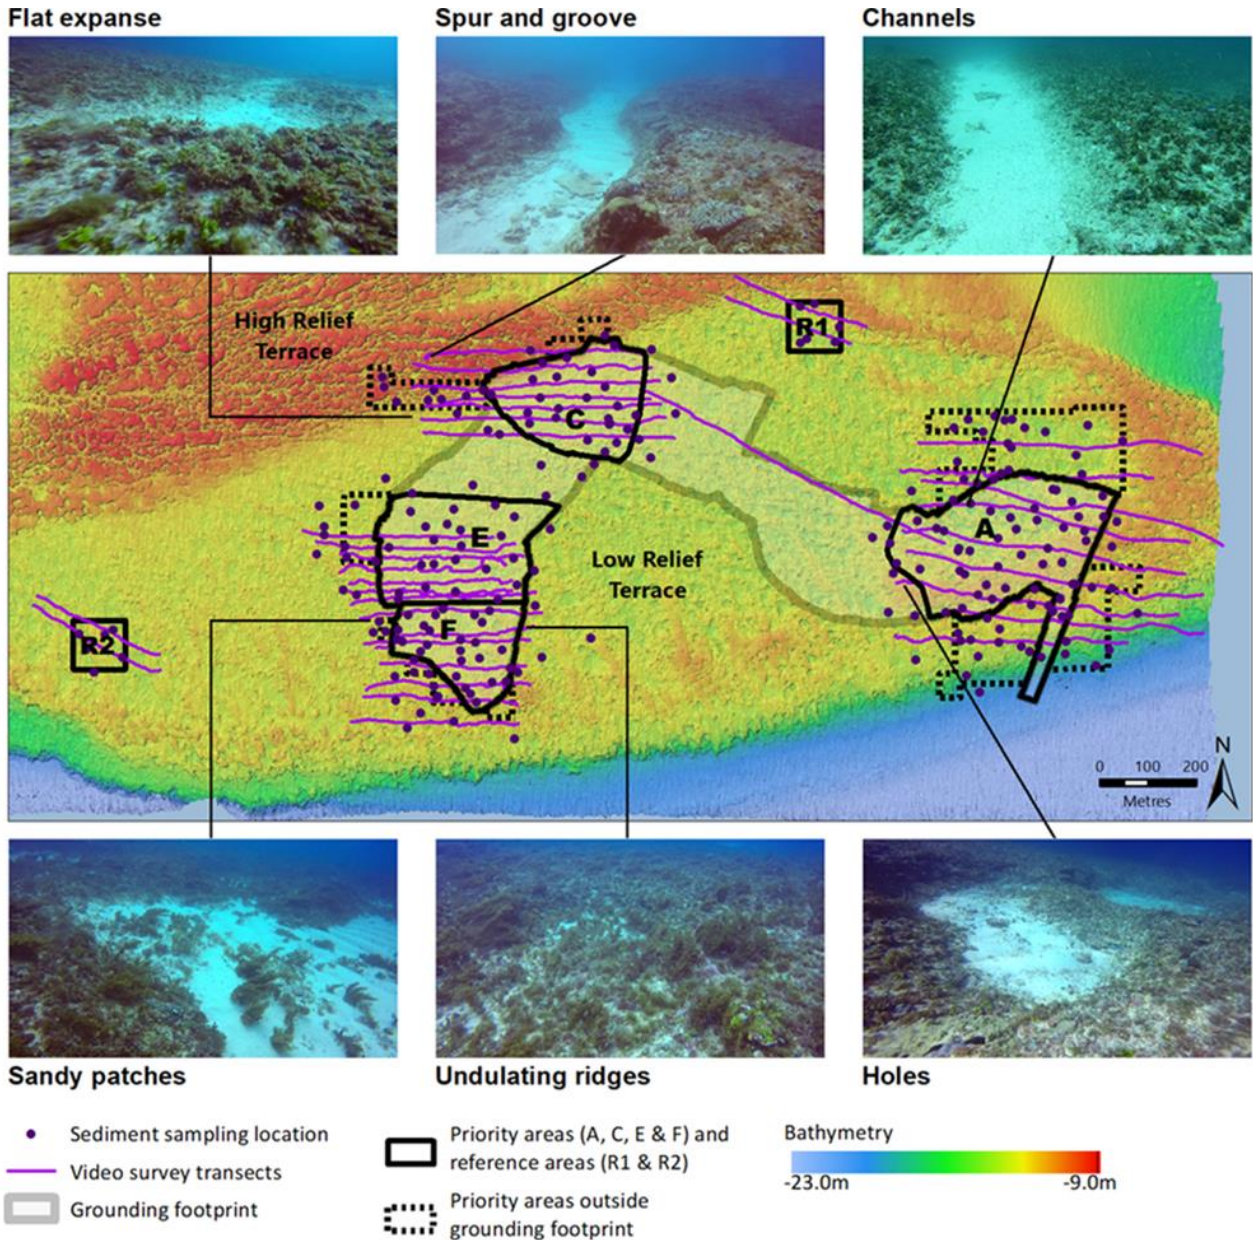 Flat expanse
Spur and groove
Channels
High Relief
Terrace
R1
C
A
E
Low Relief
Terrace
F
R2
N
0 100 200
Metres
Sandy patches
Undulating ridges
Holes
Sediment sampling location
Video survey transects
Grounding footprint
Priority areas (A, C, E & F) and
reference areas (R1 & R2)
Priority areas outside
grounding footprint
Bathymetry
-23.0m
-9.0m